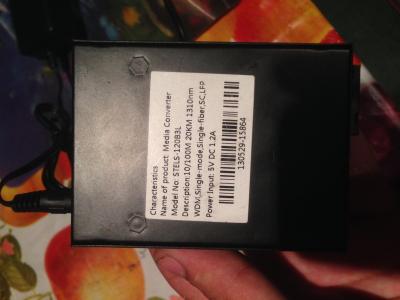 Characteristics
Name of product: Media Converter
Model No: STELS-120B3L
Description:10/100M 20KM 1310nm
WDM,Single-mode,Single-fiber,SC,LFP
Power Input: 5V DC 1.2A
130529-15864